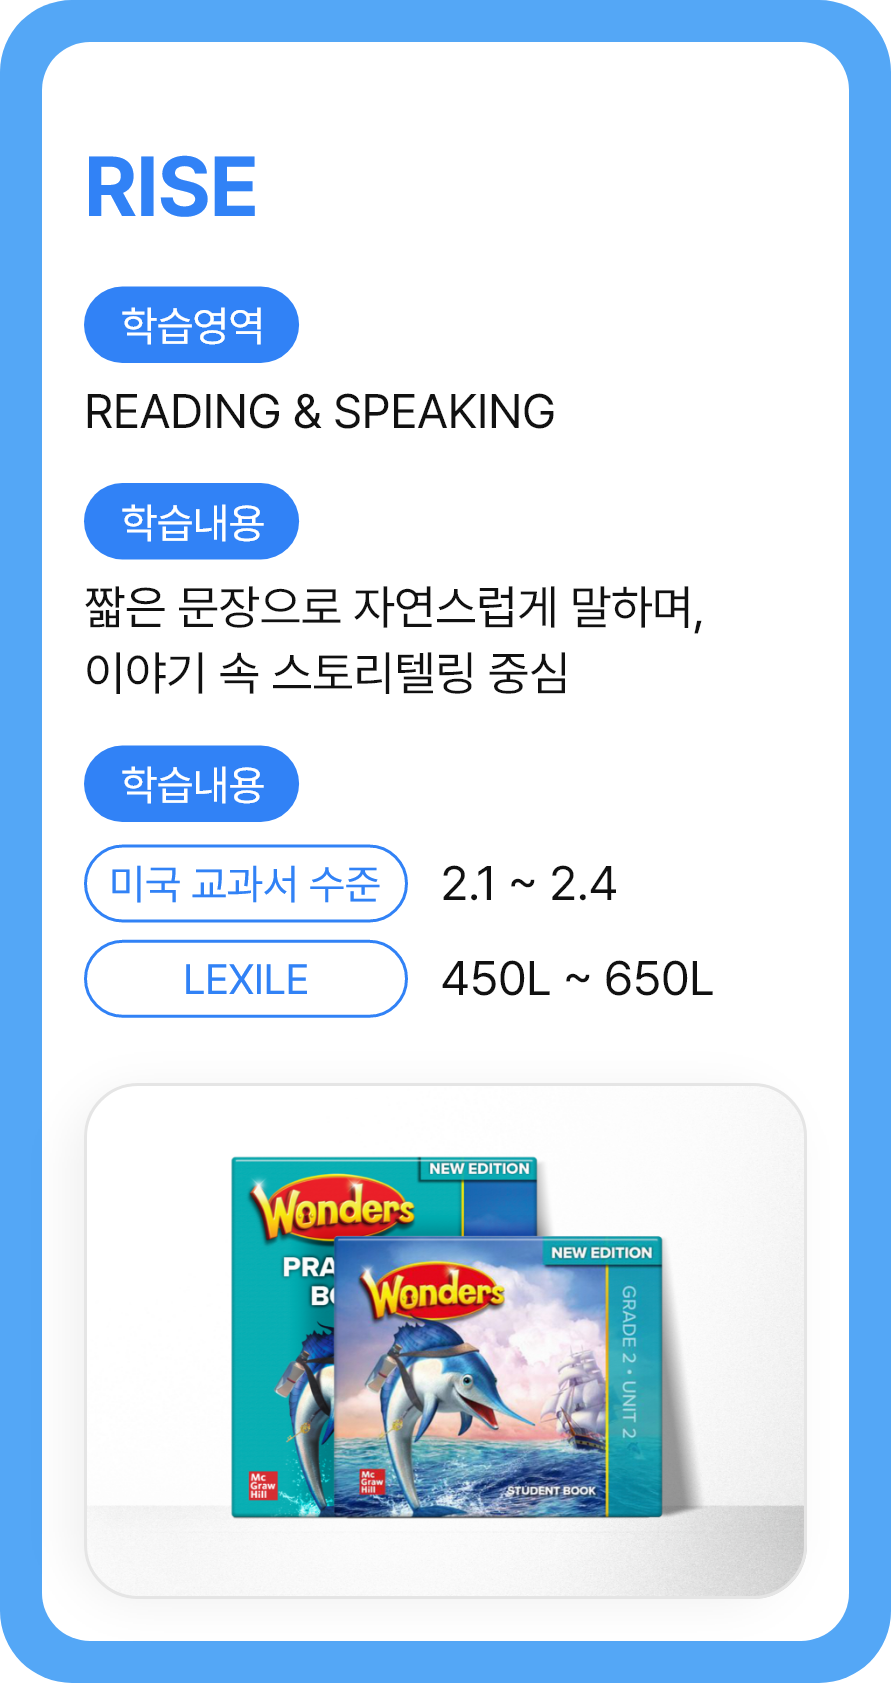 RISE
학습영역
READING & SPEAKING
학습내용
짧은 문장으로 자연스럽게 말하며,
이야기 속 스토리텔링 중심
학습내용
미국 교과서 수준 2.1 ~ 2.4
LEXILE 450L ~ 650L
NEW EDITION
Wonders
NEW EDITION
Wonders
GRADE 2 • UNIT 2
Mc
Graw
Hill
Mc
Graw
Hill
STUDENT BOOK